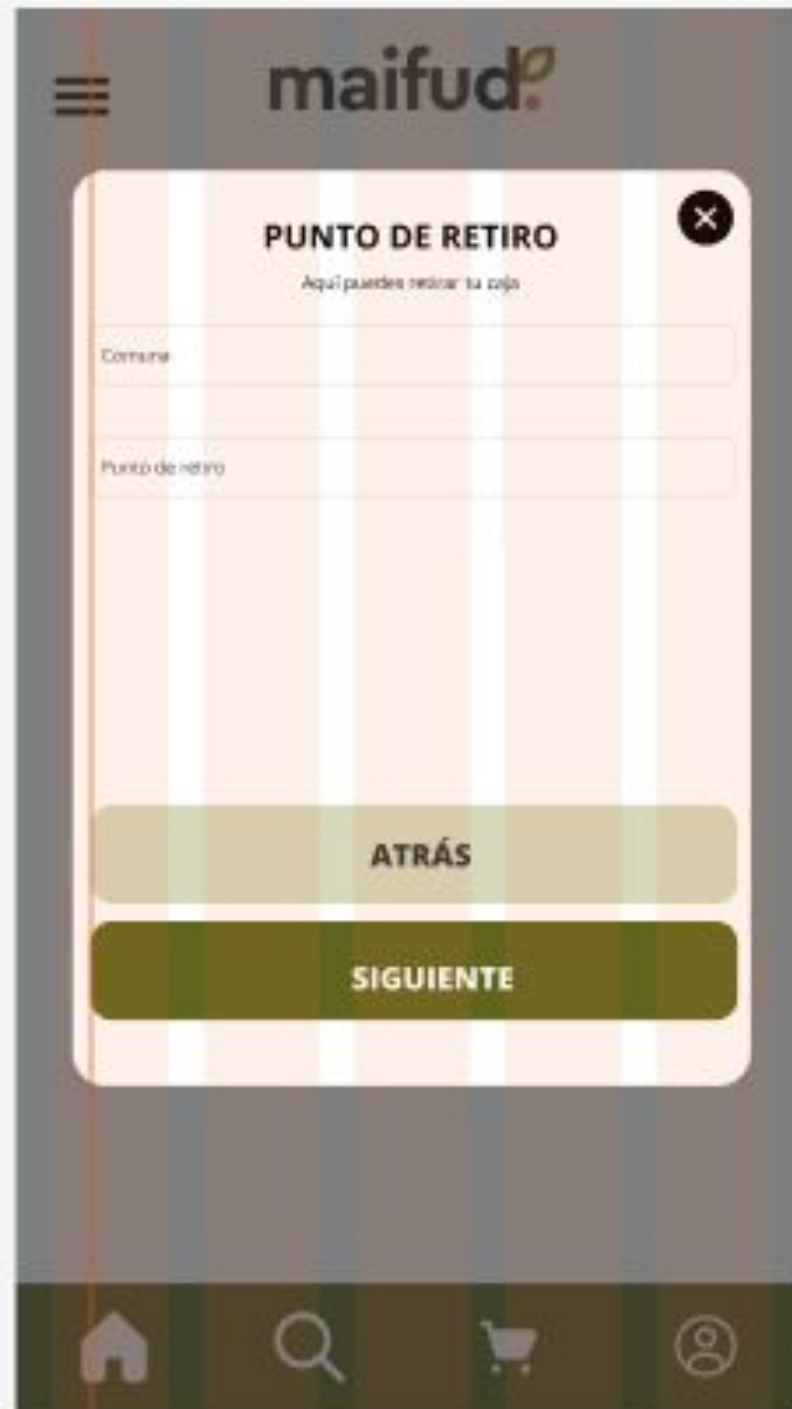 maifud
PUNTO DE RETIRO
Aquí puedes retirar tu caja
Comuna
Punto de retiro
ATRÁS
SIGUIENTE